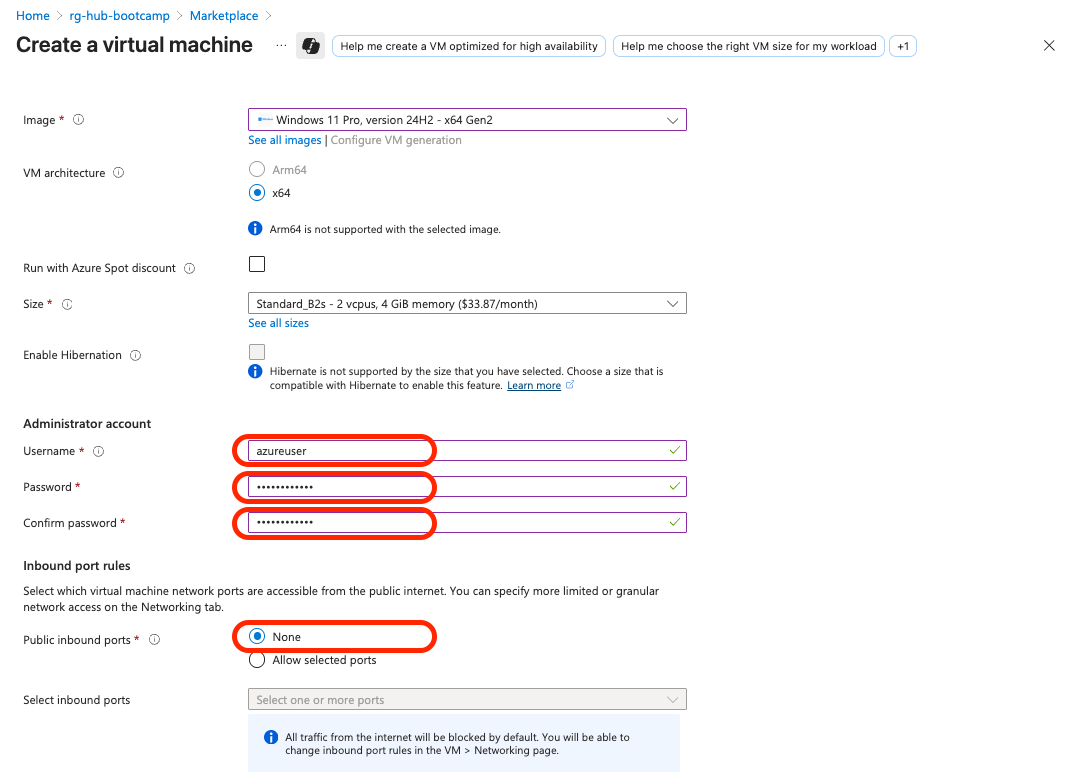 Home > rg-hub-bootcamp > Marketplace >
Create a virtual machine ... Help me create a VM optimized for high availability Help me choose the right VM size for my workload +1
Image * Windows 11 Pro, version 24H2 - x64 Gen2
See all images | Configure VM generation
VM architecture Arm64
x64
Arm64 is not supported with the selected image.
Run with Azure Spot discount
Size * Standard_B2s - 2 vcpus, 4 GiB memory ($33.87/month)
See all sizes
Enable Hibernation
Hibernate is not supported by the size that you have selected. Choose a size that is
compatible with Hibernate to enable this feature. Learn more
Administrator account
Username * azureuser
Password * ••••••••••••
Confirm password * ••••••••••••
Inbound port rules
Select which virtual machine network ports are accessible from the public internet. You can specify more limited or granular
network access on the Networking tab.
Public inbound ports * None
Allow selected ports
Select inbound ports Select one or more ports
All traffic from the internet will be blocked by default. You will be able to
change inbound port rules in the VM > Networking page.